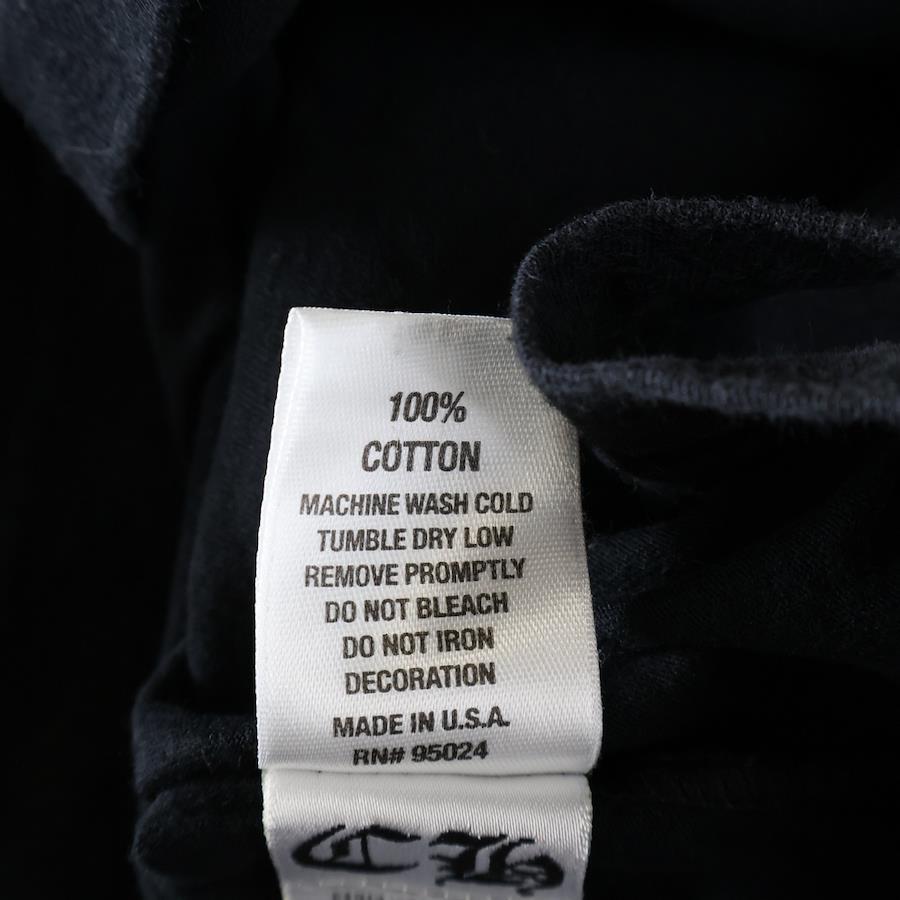 100%
COTTON
MACHINE WASH COLD
TUMBLE DRY LOW
REMOVE PROMPTLY
DO NOT BLEACH
DO NOT IRON
DECORATION
MADE IN U.S.A.
RN# 95024
CH